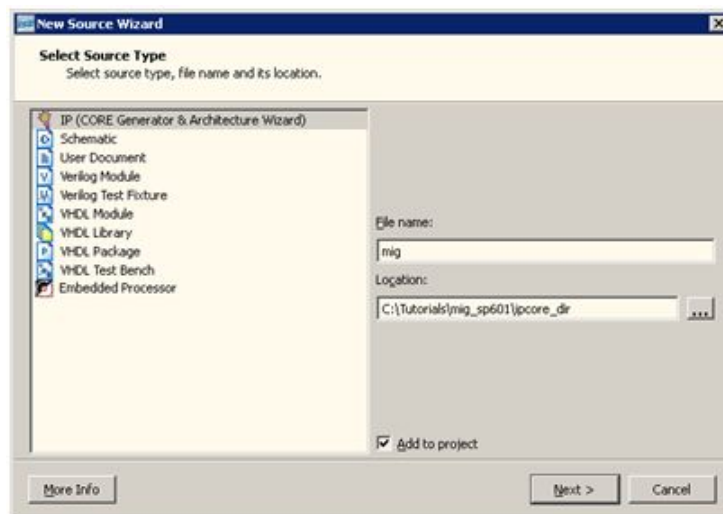 New Source Wizard
Select Source Type
Select source type, file name and its location.
IP (CORE Generator & Architecture Wizard)
Schematic
User Document
Verilog Module
Verilog Test Fixture
VHDL Module
VHDL Library
VHDL Package
VHDL Test Bench
Embedded Processor
File name:
mig
Location:
C:\Tutorials\mig_sp601\ipcore_dir
...
Add to project
More Info
Next >
Cancel